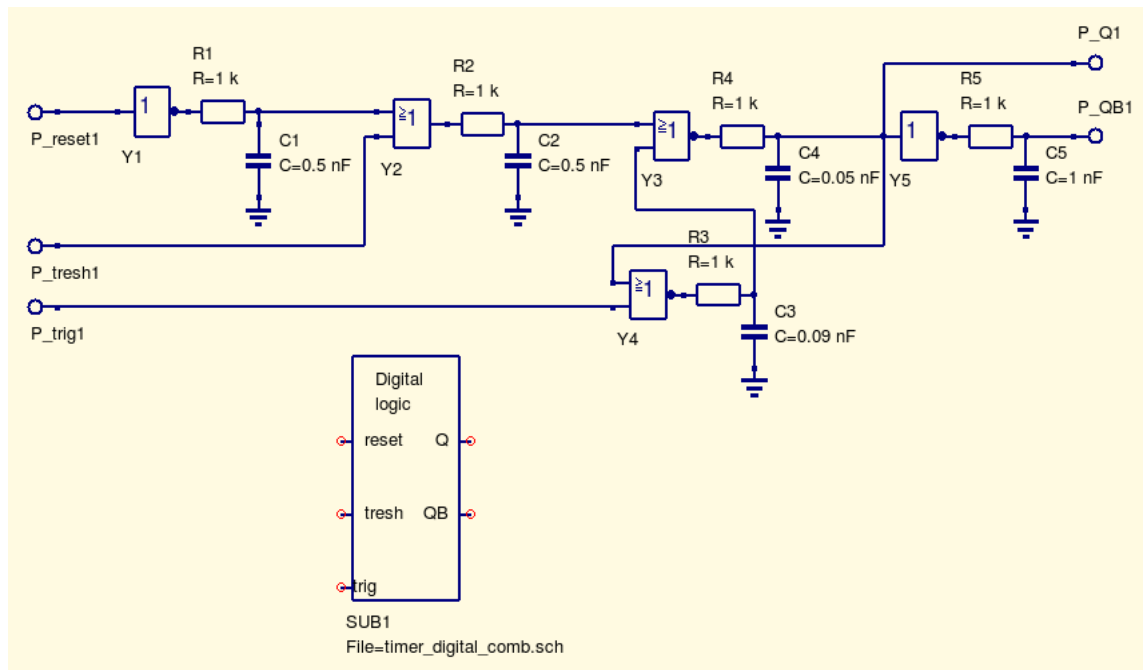 P_Q1
R1
R=1 k
R2
R=1 k
R4
R=1 k
R5
R=1 k
P_QB1
1
≧1
≧1
1
P_reset1
Y1
C1
C=0.5 nF
Y2
C2
C=0.5 nF
Y3
C4
C=0.05 nF
Y5
C5
C=1 nF
P_tresh1
R3
R=1 k
≧1
P_trig1
Y4
C3
C=0.09 nF
Digital
logic
reset Q
tresh QB
trig
SUB1
File=timer_digital_comb.sch